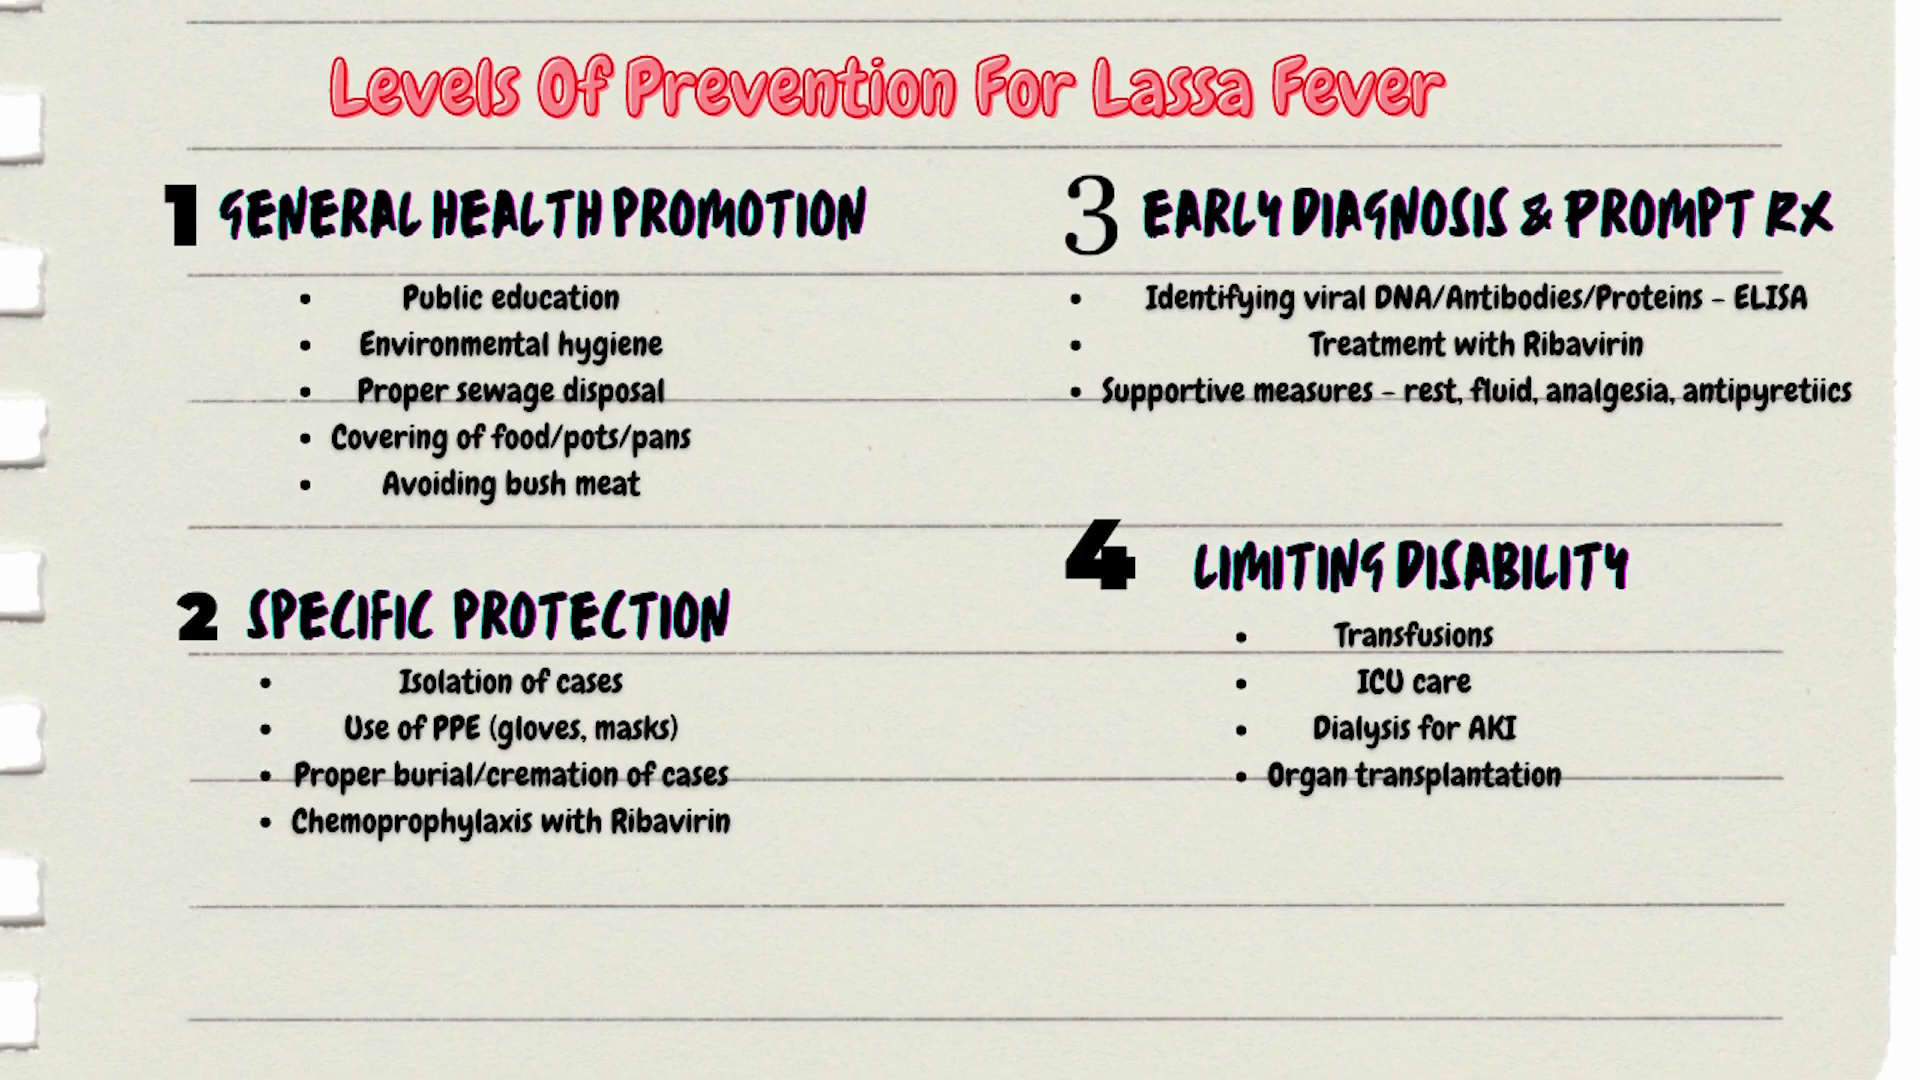 Levels Of Prevention For Lassa Fever
1 GENERAL HEALTH PROMOTION
• Public education
• Environmental hygiene
• Proper sewage disposal
• Covering of food/pots/pans
• Avoiding bush meat
2 SPECIFIC PROTECTION
• Isolation of cases
• Use of PPE (gloves, masks)
• Proper burial/cremation of cases
• Chemoprophylaxis with Ribavirin
3 EARLY DIAGNOSIS & PROMPT RX
• Identifying viral DNA/Antibodies/Proteins - ELISA
• Treatment with Ribavirin
• Supportive measures - rest, fluid, analgesia, antipyretiics
4 LIMITING DISABILITY
• Transfusions
• ICU care
• Dialysis for AKI
• Organ transplantation